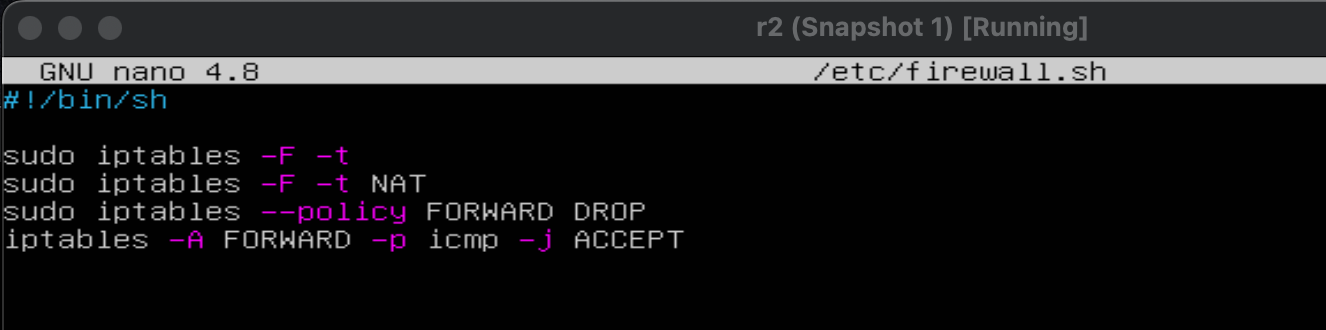 r2 (Snapshot 1) [Running]
GNU nano 4.8 /etc/firewall.sh
#!/bin/sh
sudo iptables -F -t
sudo iptables -F -t NAT
sudo iptables --policy FORWARD DROP
iptables -A FORWARD -p icmp -j ACCEPT